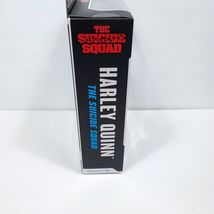 THE
SUICIDE
SQUAD
HARLEY QUINN
THE SUICIDE SQUAD